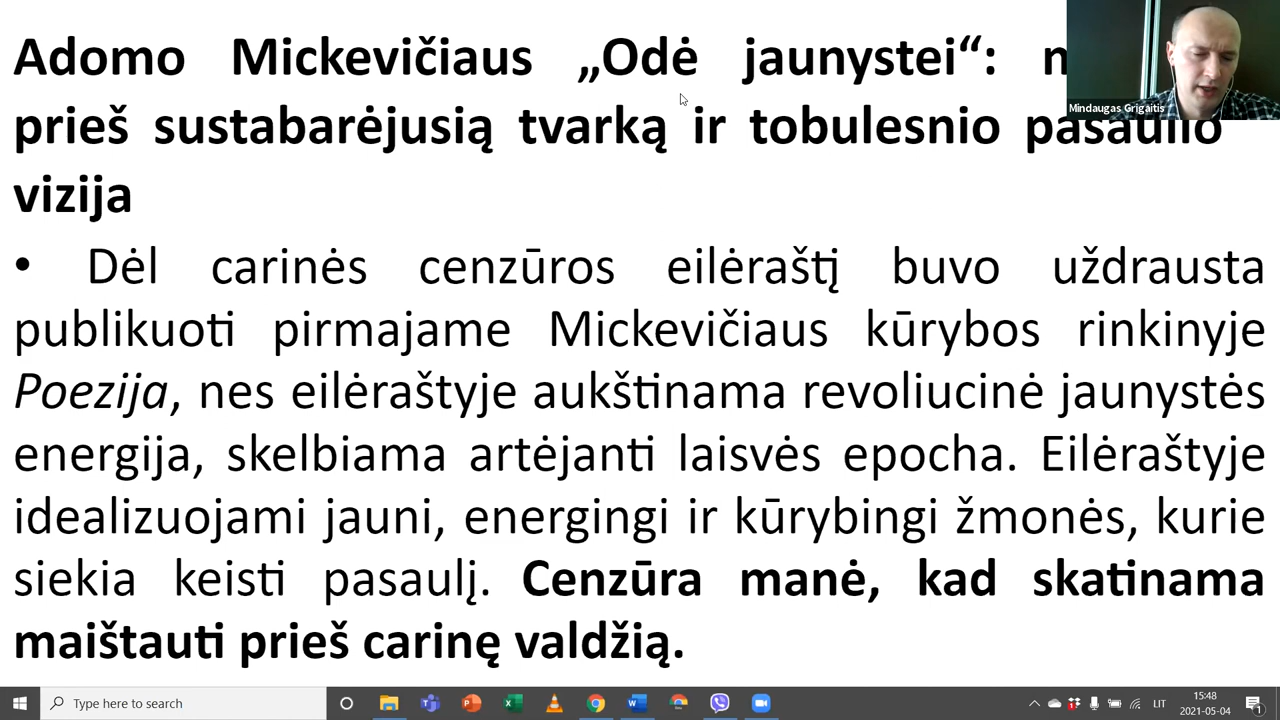 Adomo Mickevičiaus „Odė jaunystei“:
prieš sustabarėjusią tvarką ir tobulesnio pasaulio
vizija
• Dėl carinės cenzūros eilėraštį buvo uždrausta
publikuoti pirmajame Mickevičiaus kūrybos rinkinyje
Poezija, nes eilėraštyje aukštinama revoliucinė jaunystės
energija, skelbiama artėjanti laisvės epocha. Eilėraštyje
idealizuojami jauni, energingi ir kūrybingi žmonės, kurie
siekia keisti pasaulį. Cenzūra manė, kad skatinama
maištauti prieš carinę valdžią.
Mindaugas Grigaitis
Type here to search
LIT
15:48
2021-05-04